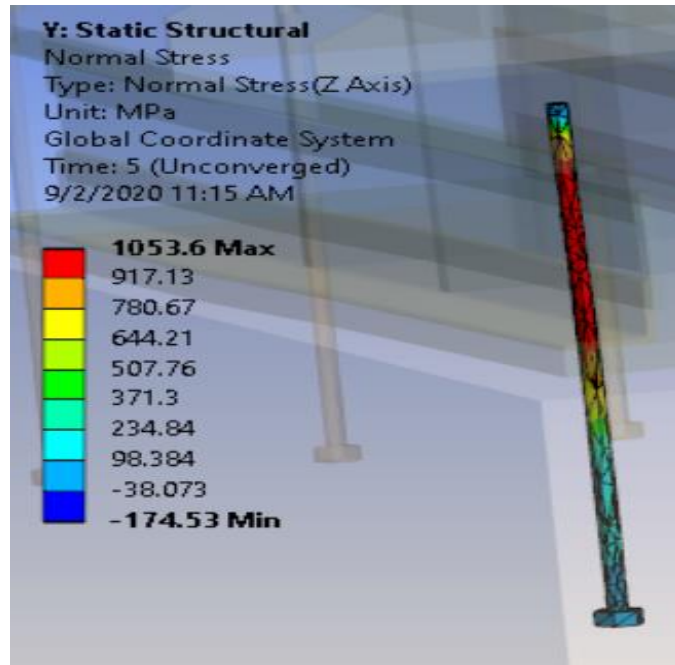 Y: Static Structural
Normal Stress
Type: Normal Stress(Z Axis)
Unit: MPa
Global Coordinate System
Time: 5 (Unconverged)
9/2/2020 11:15 AM
1053.6 Max
917.13
780.67
644.21
507.76
371.3
234.84
98.384
-38.073
-174.53 Min